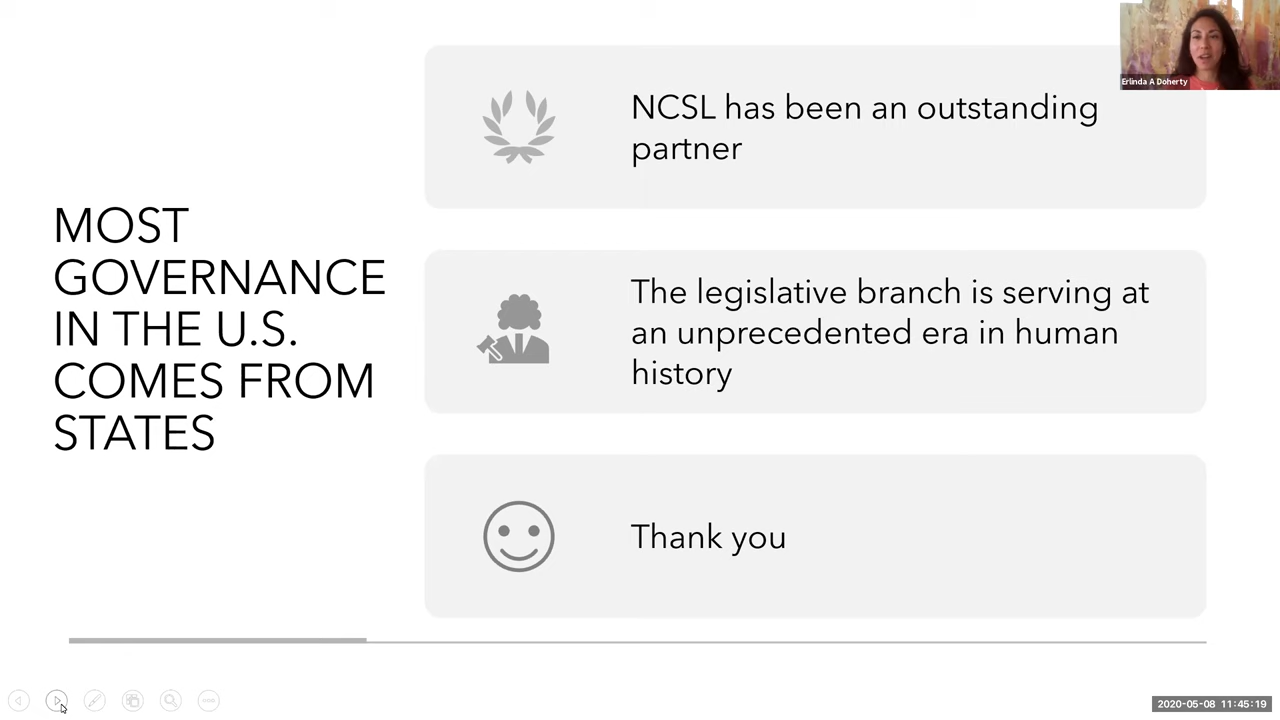 MOST
GOVERNANCE
IN THE U.S.
COMES FROM
STATES
NCSL has been an outstanding
partner
The legislative branch is serving at
an unprecedented era in human
history
Thank you
Erlinda A Doherty
2020-05-08 11:45:19